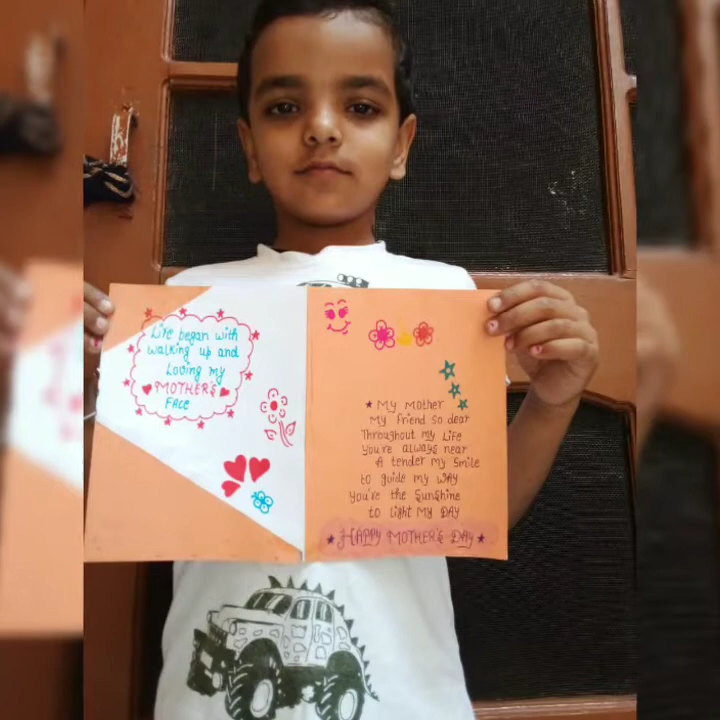 Life began with
walking up and
Loving my
MOTHER'S
FACE
My Mother
My friend so dear
Throughout my Life
You're always near
A tender my Smile
to guide my WAY
You're the Sunshine
to Light My DAY
HAPPY MOTHER'S DAY